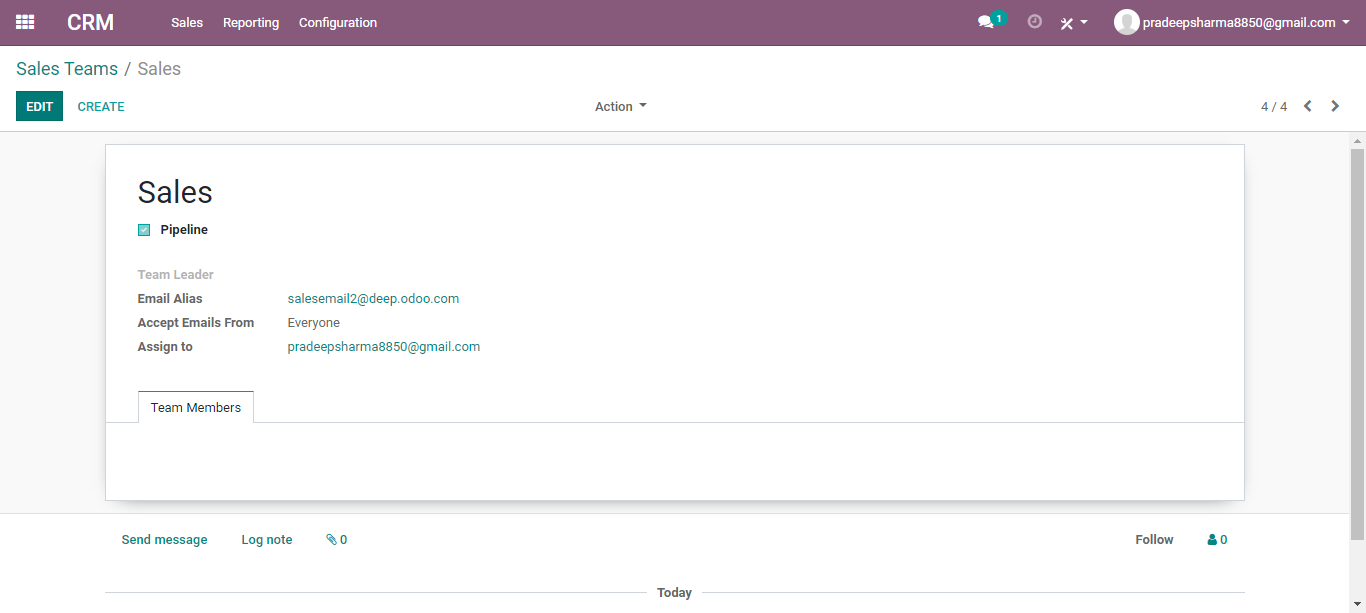 CRM Sales Reporting Configuration 1 pradeepsharma8850@gmail.com
Sales Teams / Sales
EDIT CREATE Action 4 / 4
Sales
Pipeline
Team Leader
Email Alias salesemail2@deep.odoo.com
Accept Emails From Everyone
Assign to pradeepsharma8850@gmail.com
Team Members
Send message Log note 0 Follow 0
Today